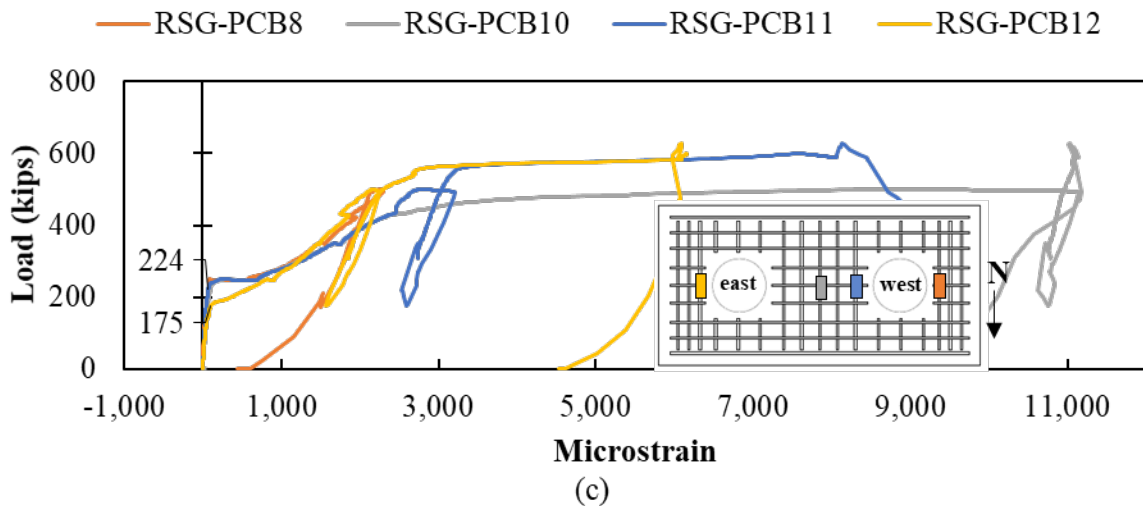 RSG-PCB8 RSG-PCB10 RSG-PCB11 RSG-PCB12
800
600
400
224
200
175
0
Load (kips)
east west
N
-1,000 1,000 3,000 5,000 7,000 9,000 11,000
Microstrain
(c)